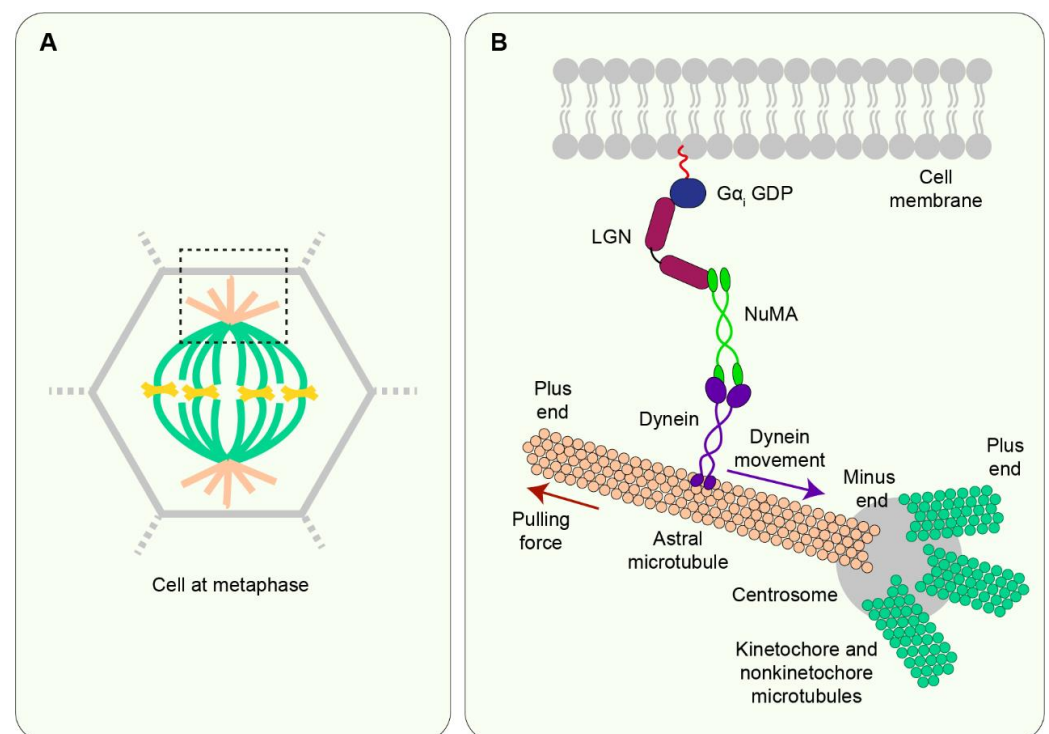 A
Cell at metaphase
B
Cell
membrane
Gαi GDP
LGN
NuMA
Plus
end
Dynein
Dynein
movement
Plus
end
Minus
end
Pulling
force
Astral
microtubule
Centrosome
Kinetochore and
nonkinetochore
microtubules